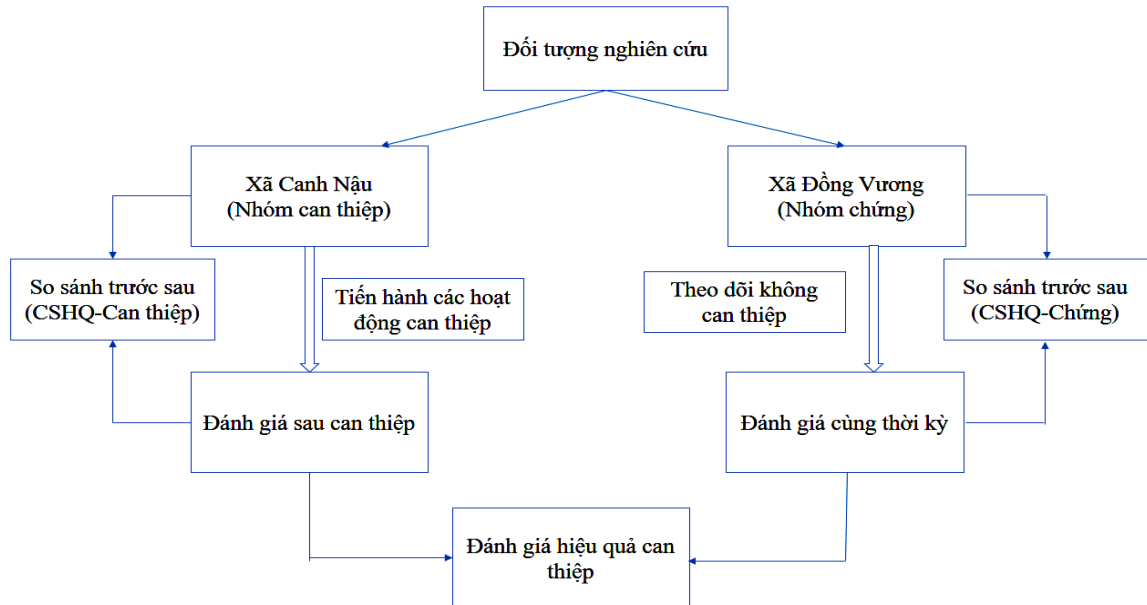 Đối tượng nghiên cứu
Xã Canh Nậu
(Nhóm can thiệp)
Xã Đồng Vương
(Nhóm chứng)
So sánh trước sau
(CSHQ-Can thiệp)
Tiến hành các hoạt
động can thiệp
Theo dõi không
can thiệp
So sánh trước sau
(CSHQ-Chứng)
Đánh giá sau can thiệp
Đánh giá cùng thời kỳ
Đánh giá hiệu quả can
thiệp